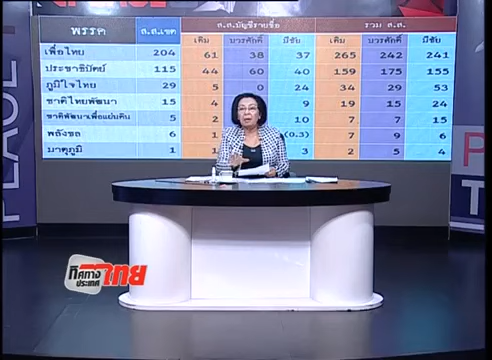 พรรค ส.ส.เขต ส.ส.บัญชีรายชื่อ รวม ส.ส.
เดิม บวรศักดิ์ มีชัย เดิม บวรศักดิ์ มีชัย
เพื่อไทย 204 61 38 37 265 242 241
ประชาธิปัตย์ 115 44 60 40 159 175 155
ภูมิใจไทย 29 5 0 24 34 29 53
ชาติไทยพัฒนา 15 4 9 19 15 24
ชาติพัฒนาเพื่อแผ่นดิน 5 2 10 7 7 15
พลังชล 6 1 (0.3) 7 9 6
มาตุภูมิ 1 1 3 2 5 4
PEACE
P
T
ทิศทาง
ประเทศ
ไทย